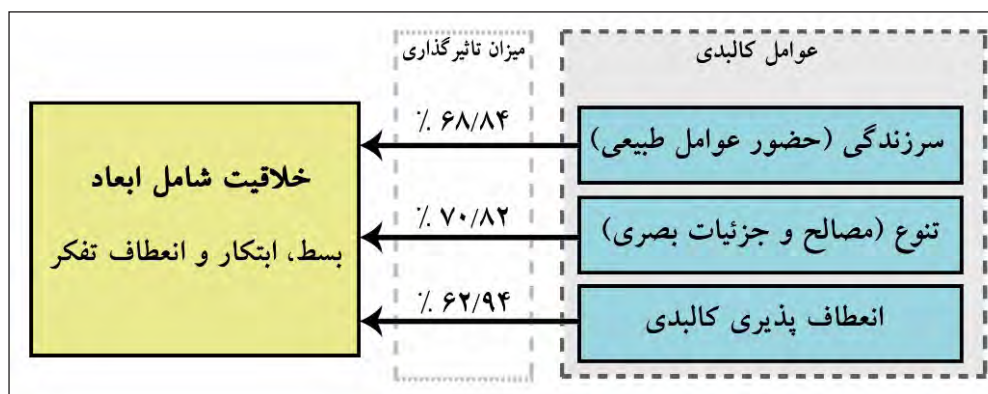 عوامل کالبدی
میزان تاثیرگذاری
سرزندگی (حضور عوامل طبیعی)
٪ ۶۸/۸۴
تنوع (مصالح و جزئیات بصری)
٪ ۷۰/۸۲
انعطاف پذیری کالبدی
٪ ۶۲/۹۴
خلاقیت شامل ابعاد
بسط، ابتکار و انعطاف تفکر